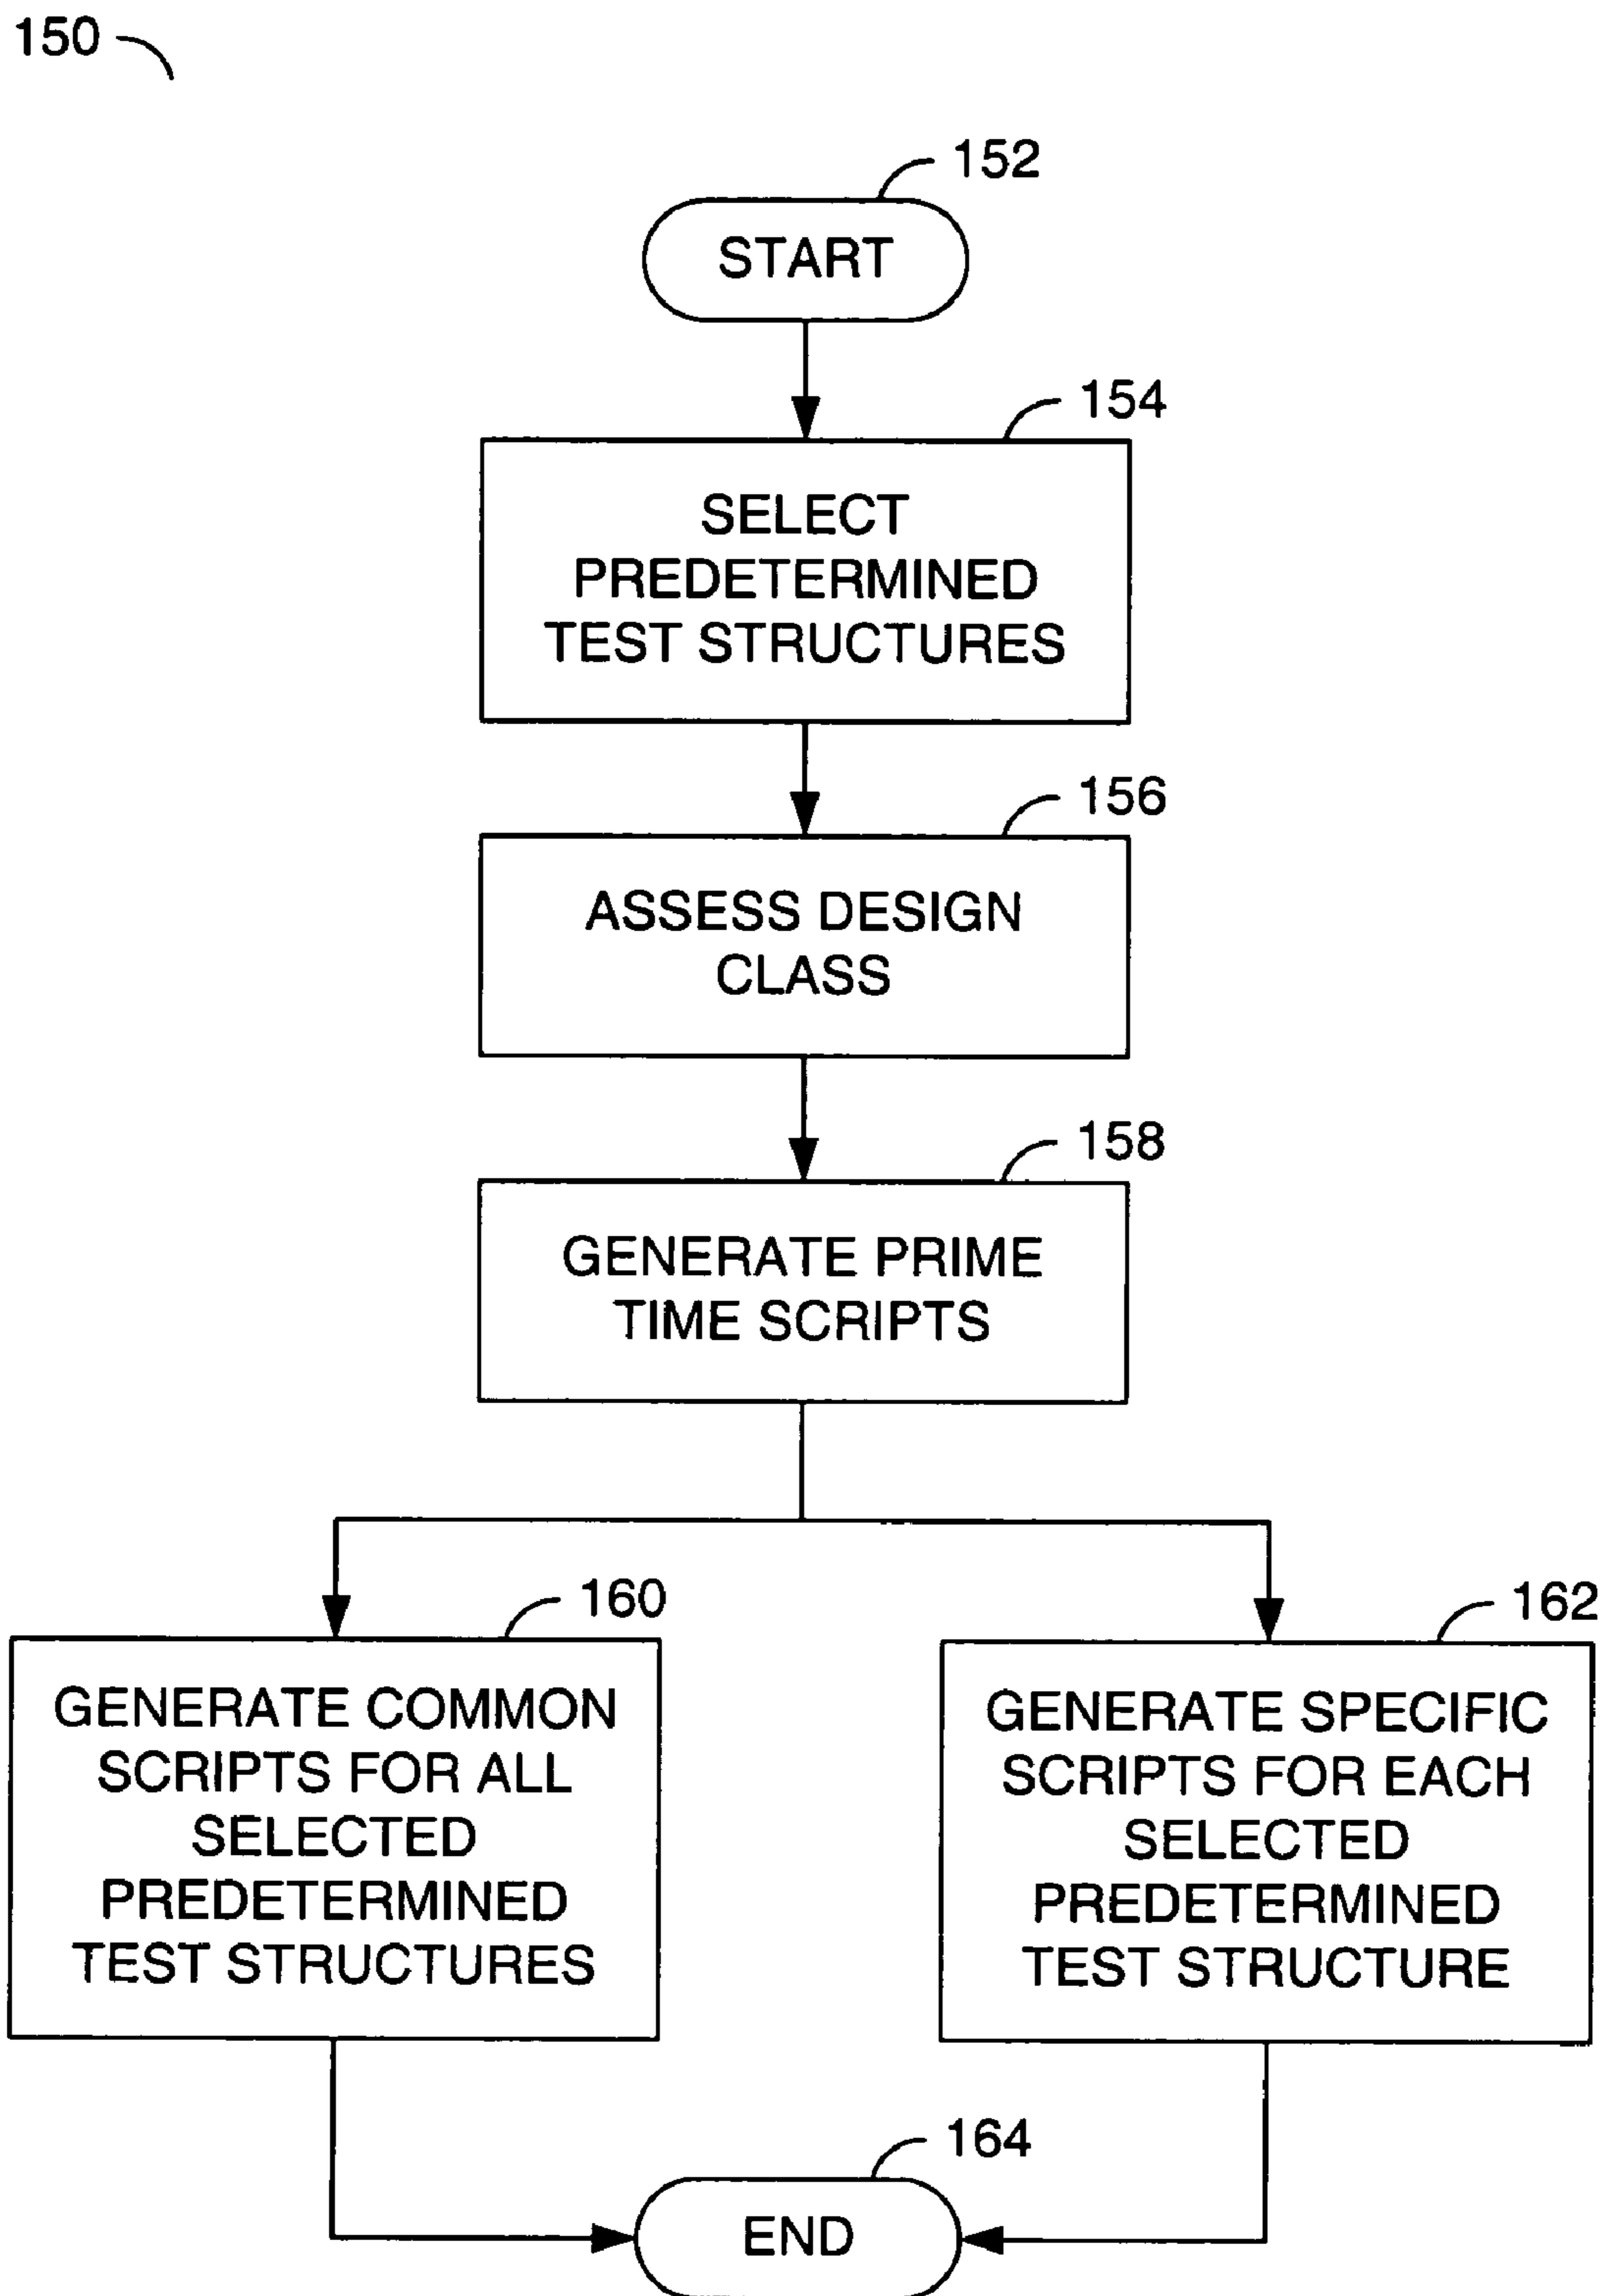 150
152
START
154
SELECT
PREDETERMINED
TEST STRUCTURES
156
ASSESS DESIGN
CLASS
158
GENERATE PRIME
TIME SCRIPTS
160
GENERATE COMMON
SCRIPTS FOR ALL
SELECTED
PREDETERMINED
TEST STRUCTURES
162
GENERATE SPECIFIC
SCRIPTS FOR EACH
SELECTED
PREDETERMINED
TEST STRUCTURE
164
END